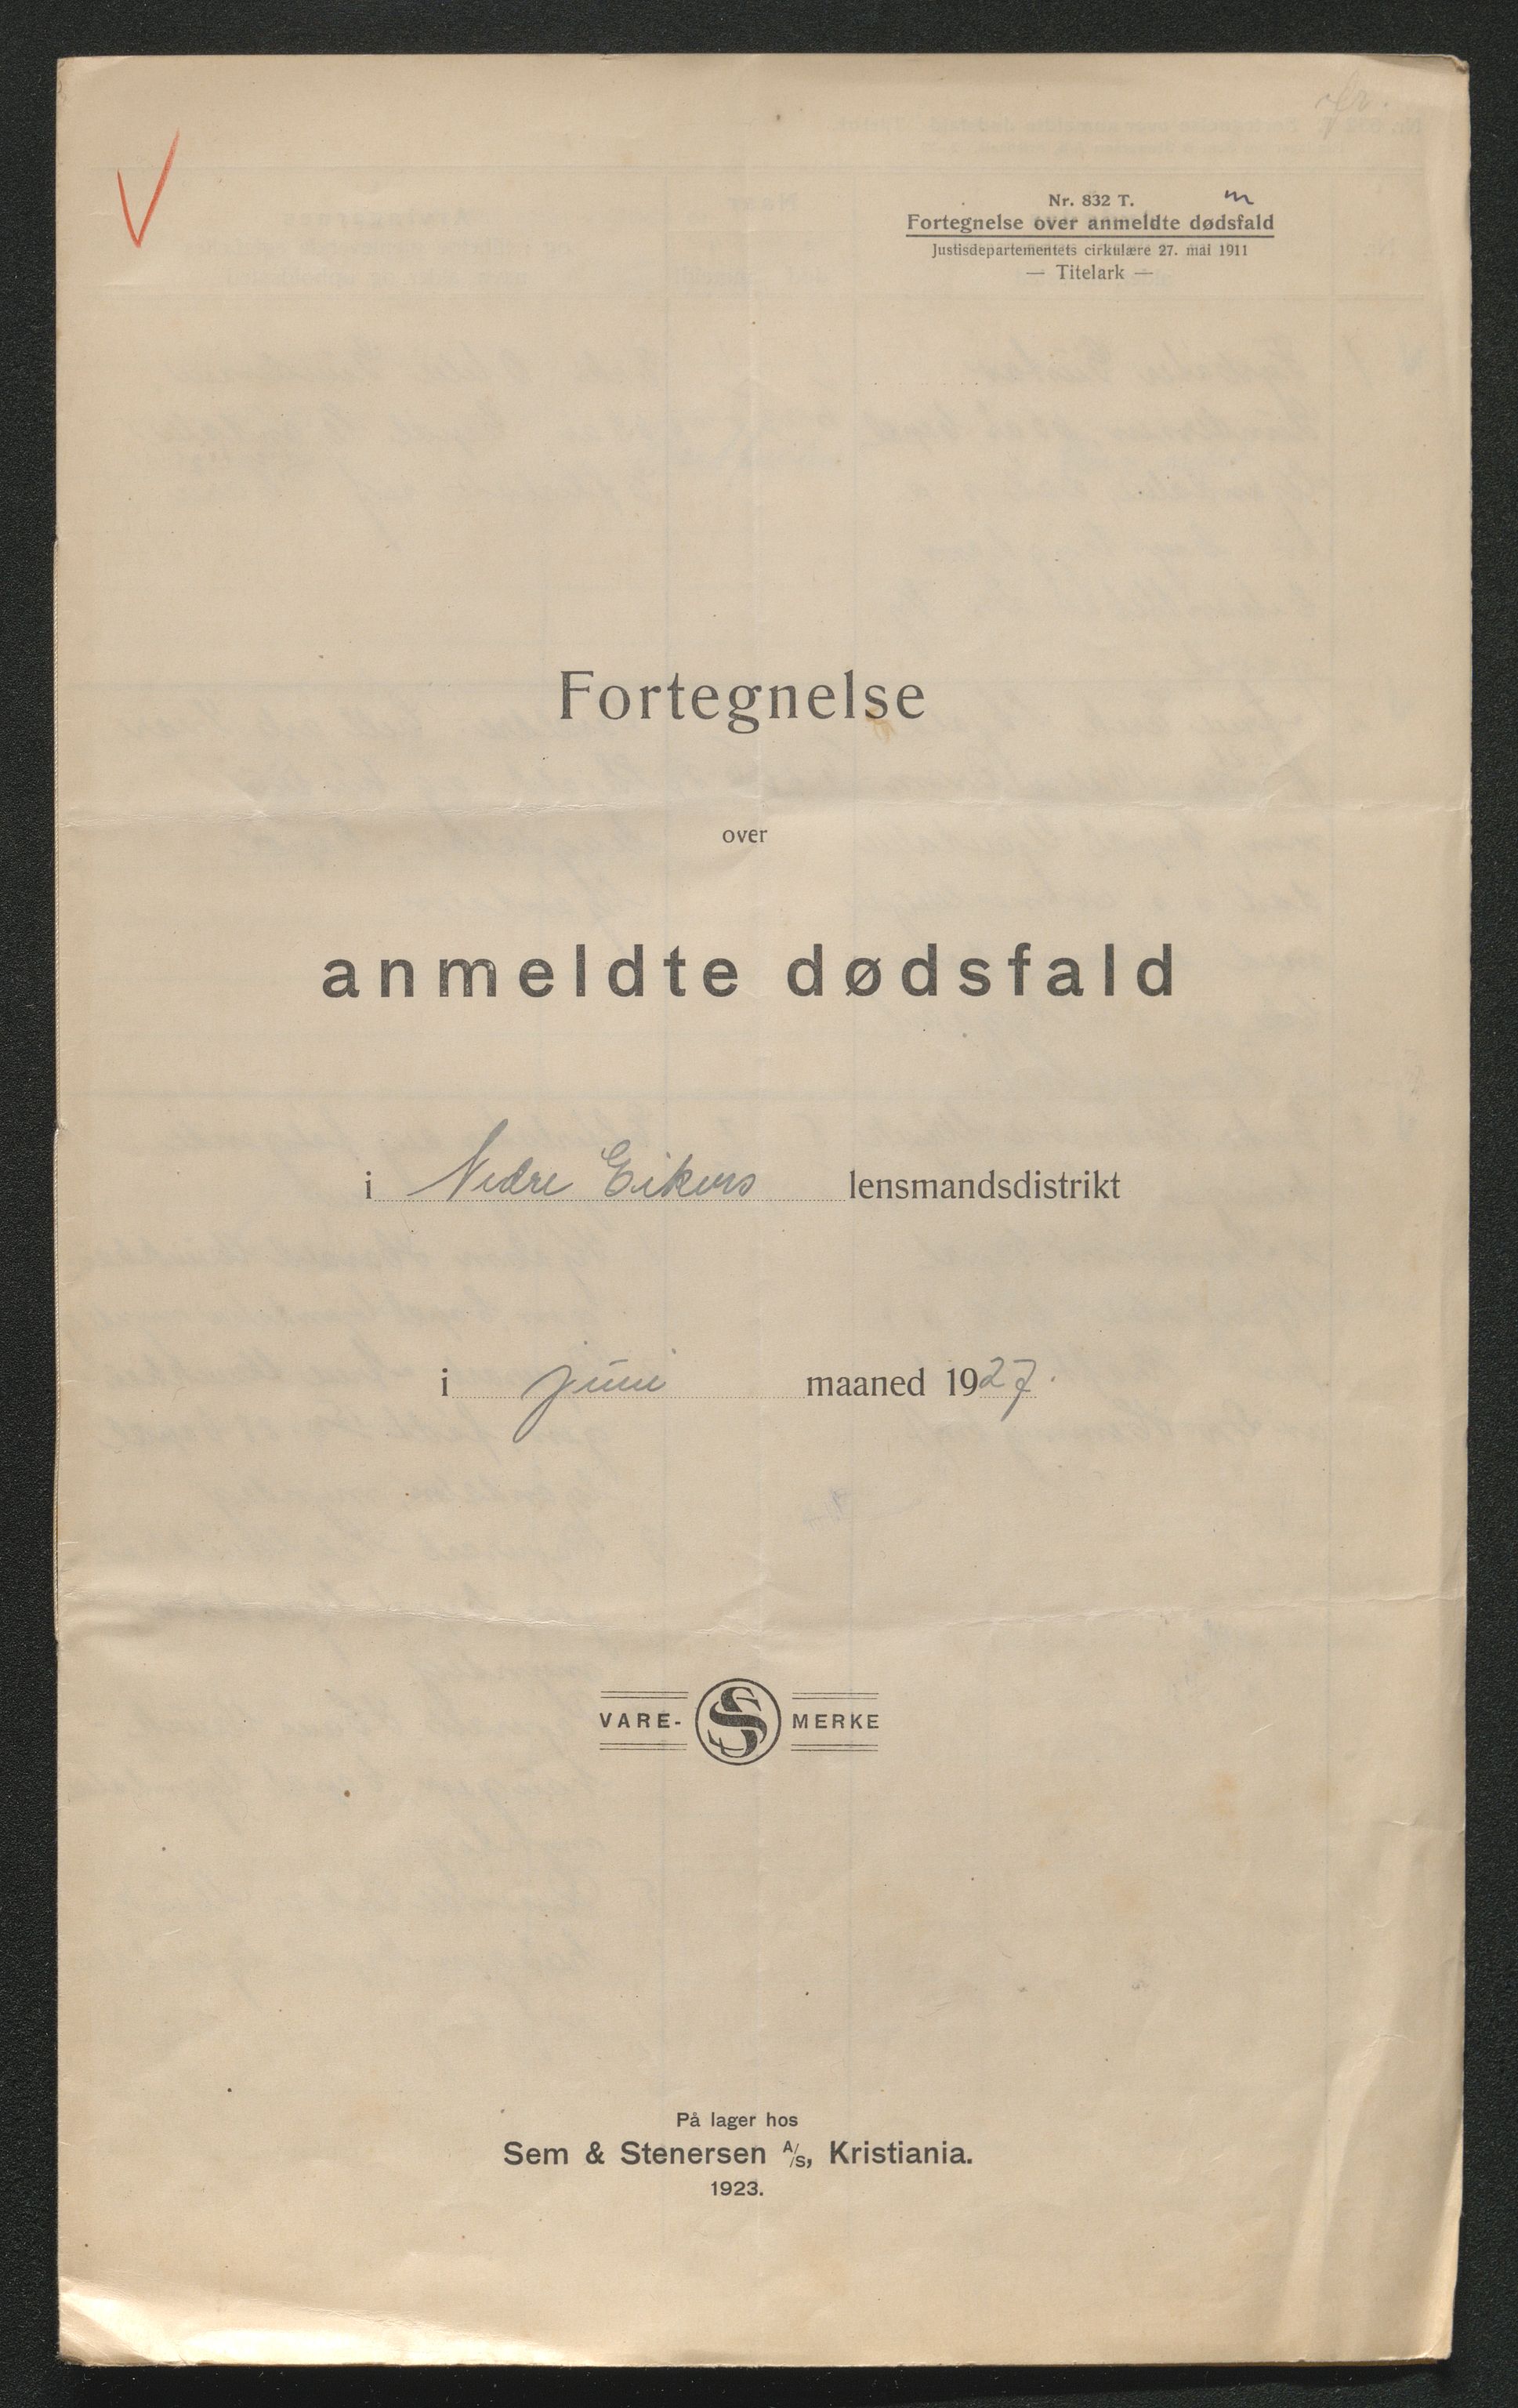 Nr. 832 T.
Fortegnelse over anmeldte dødsfald
Justisdepartementets cirkulære 27. mai 1911
— Titelark —
Fortegnelse
over
anmeldte dødsfald
i Nedre Eikers lensmandsdistrikt
i juni maaned 1927.
VARE- SS MERKE
På lager hos
Sem & Stenersen A/S, Kristiania.
1923.